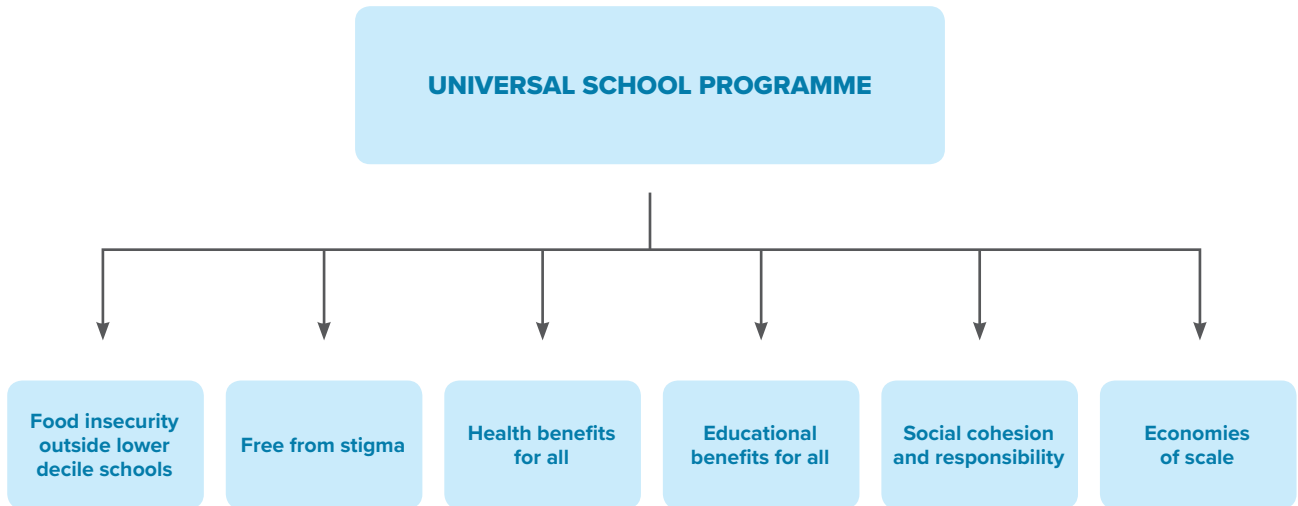 UNIVERSAL SCHOOL PROGRAMME
Food insecurity
outside lower
decile schools
Free from stigma
Health benefits
for all
Educational
benefits for all
Social cohesion
and responsibility
Economies
of scale